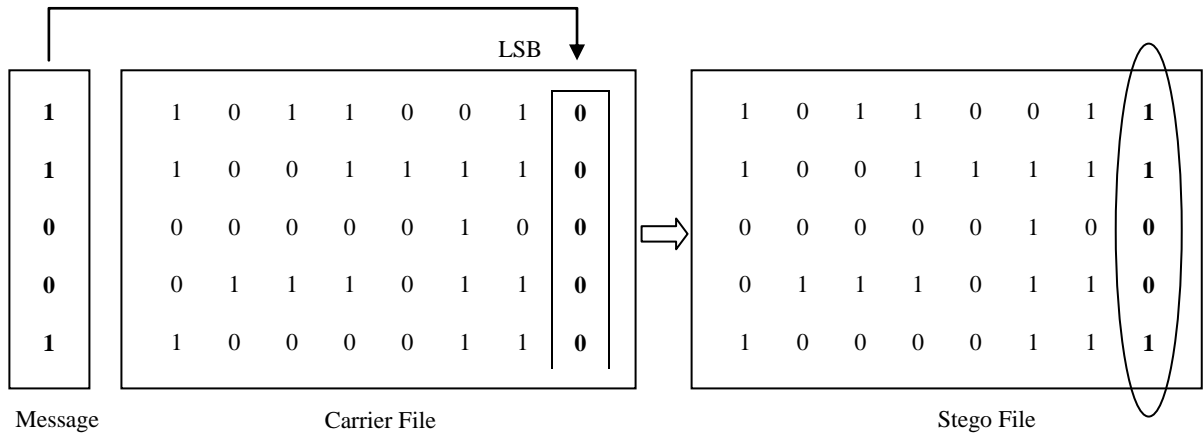 LSB
1 1 0 1 1 0 0 1 0 1 0 1 1 0 0 1 1
1 1 0 0 1 1 1 1 0 1 0 0 1 1 1 1 1
0 0 0 0 0 0 1 0 0 0 0 0 0 0 1 0 0
0 0 1 1 1 0 1 1 0 0 1 1 1 0 1 1 0
1 1 0 0 0 0 1 1 0 1 0 0 0 0 1 1 1
Message Carrier File Stego File